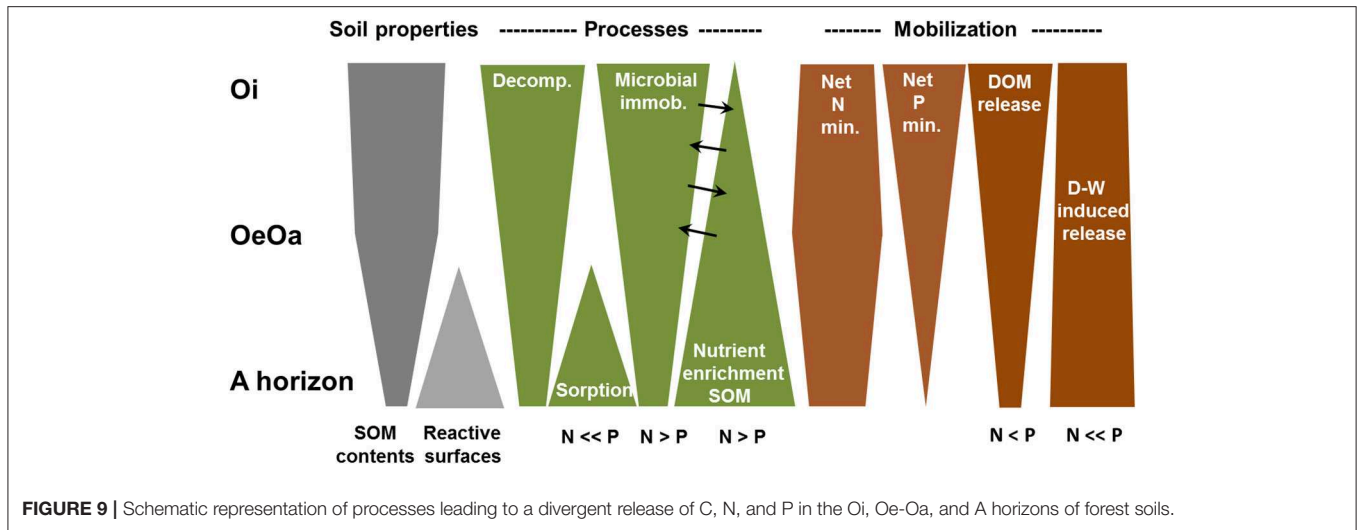 Soil properties ----------- Processes ------- -------- Mobilization ----------
Oi
OeOa
A horizon
Decomp.
Microbial
immob.
Sorption
Nutrient
enrichment
SOM
Net
N
min.
Net
P
min.
DOM
release
D-W
induced
release
SOM
contents
Reactive
surfaces
N << P
N > P
N > P
N < P
N << P
FIGURE 9 | Schematic representation of processes leading to a divergent release of C, N, and P in the Oi, Oe-Oa, and A horizons of forest soils.